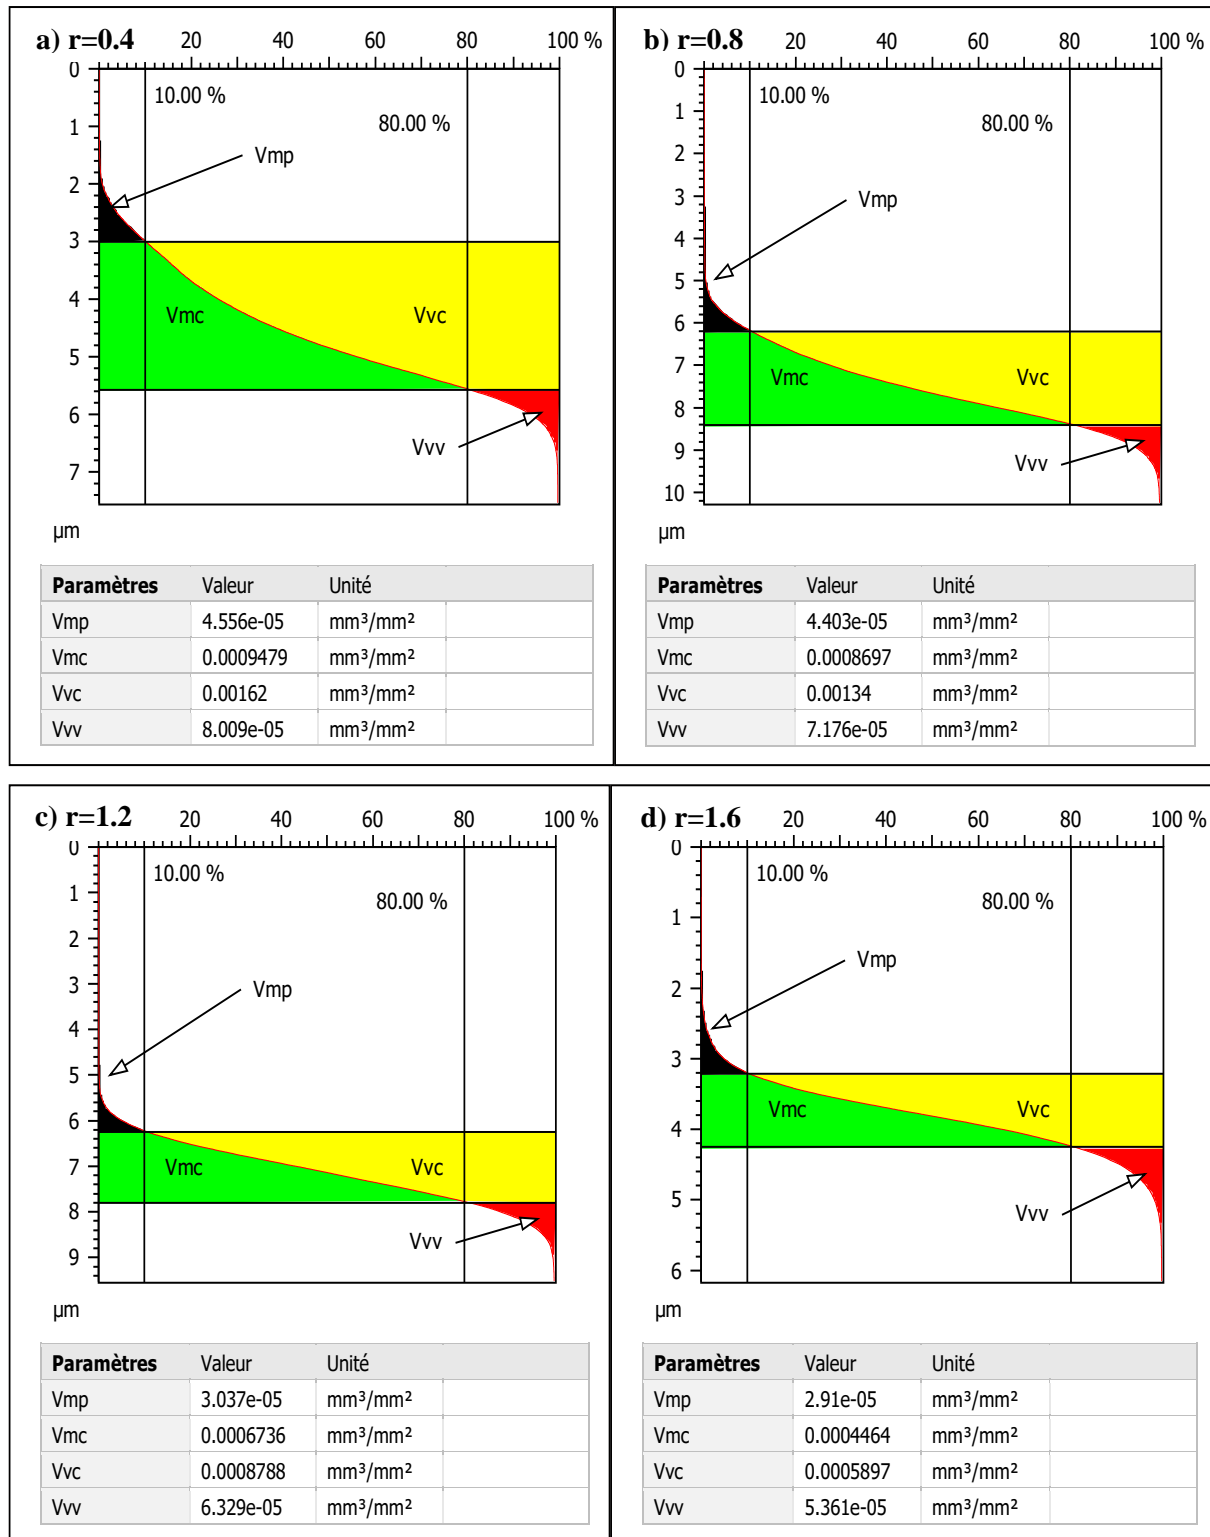 a) r=0.4 20 40 60 80 100 %
0
10.00 %
80.00 %
1
Vmp
2
3
4
Vmc Vvc
5
6
Vvv
7
µm
Paramètres Valeur Unité
Vmp 4.556e-05 mm³/mm²
Vmc 0.0009479 mm³/mm²
Vvc 0.00162 mm³/mm²
Vvv 8.009e-05 mm³/mm²
b) r=0.8 20 40 60 80 100 %
0
10.00 %
1
80.00 %
2
3
Vmp
4
5
6
7
Vmc Vvc
8
9
Vvv
10
µm
Paramètres Valeur Unité
Vmp 4.403e-05 mm³/mm²
Vmc 0.0008697 mm³/mm²
Vvc 0.00134 mm³/mm²
Vvv 7.176e-05 mm³/mm²
c) r=1.2 20 40 60 80 100 %
0
10.00 %
1
80.00 %
2
3
Vmp
4
5
6
7
Vmc Vvc
8
Vvv
9
µm
Paramètres Valeur Unité
Vmp 3.037e-05 mm³/mm²
Vmc 0.0006736 mm³/mm²
Vvc 0.0008788 mm³/mm²
Vvv 6.329e-05 mm³/mm²
d) r=1.6 20 40 60 80 100 %
0
10.00 %
80.00 %
1
Vmp
2
3
Vmc Vvc
4
5
Vvv
6
µm
Paramètres Valeur Unité
Vmp 2.91e-05 mm³/mm²
Vmc 0.0004464 mm³/mm²
Vvc 0.0005897 mm³/mm²
Vvv 5.361e-05 mm³/mm²